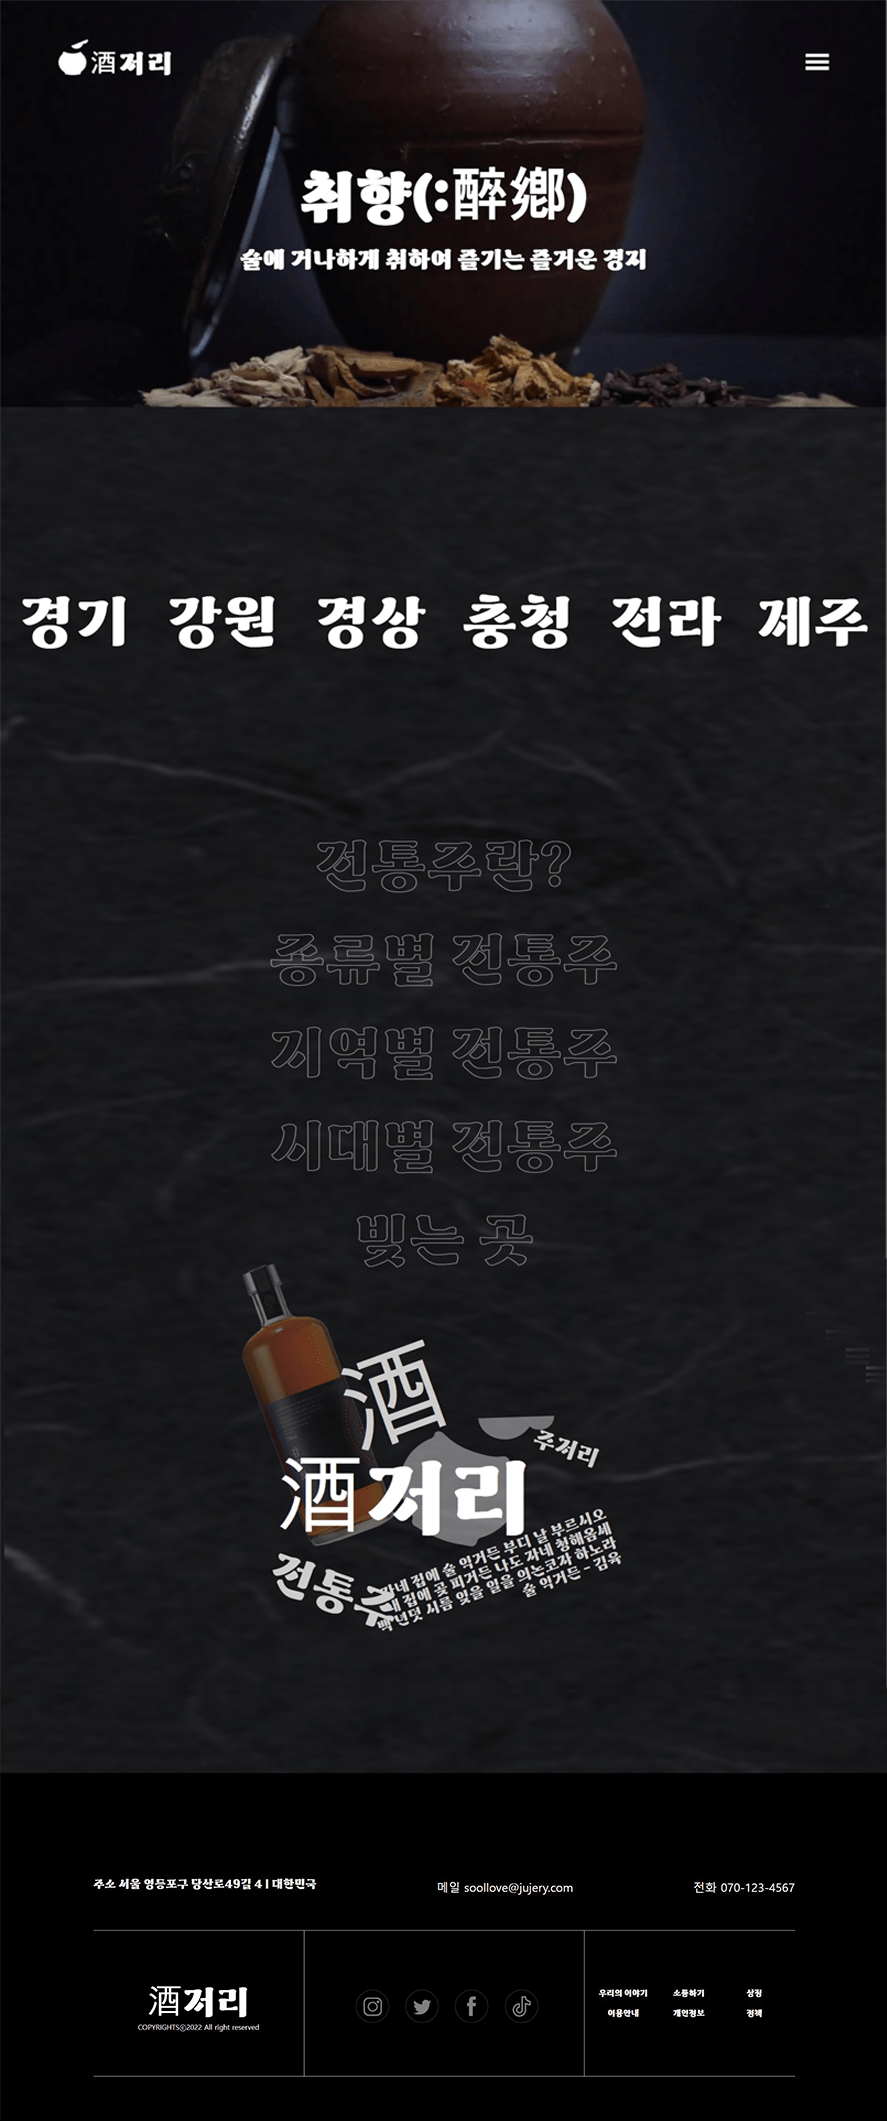 酒저리
취향(:醉鄉)
술에 거나하게 취하여 즐기는 즐거운 경지
경기 강원 경상 충청 전라 제주
전통주란?
종류별 전통주
지역별 전통주
시대별 전통주
빚는 곳
酒
주저리
酒저리
자네 집에 술 익거든 부디 날 부르시오
내 집에 꽃 피거든 나도 자네 청해옴세
백년덧 시름 잊을 일을 의논코자 하노라
술 익거든 - 김육
전통주
주소 서울 영등포구 당산로49길 4 | 대한민국
메일 soollove@jujery.com
전화 070-123-4567
酒저리
COPYRIGHTSⓒ2022 All right reserved
우리의 이야기 소통하기 상점
이용안내 개인정보 정책